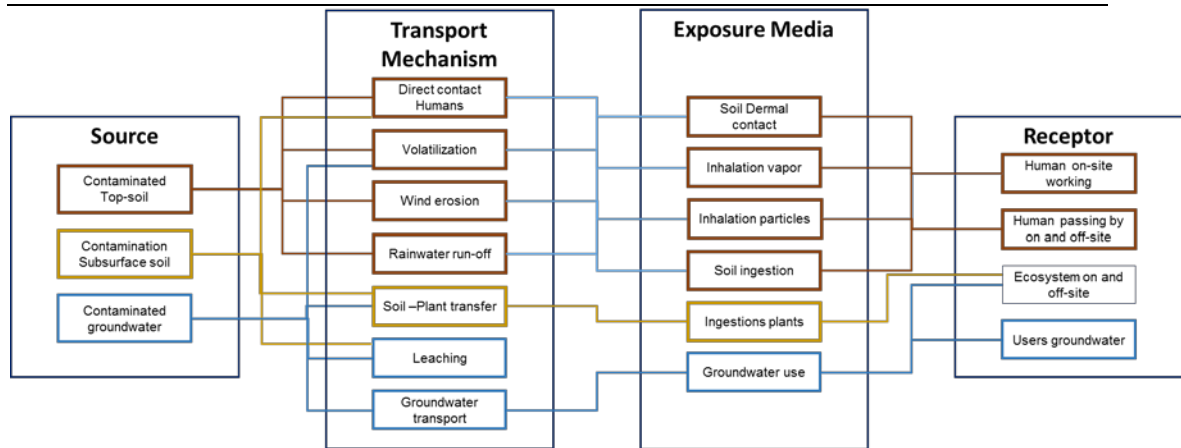 Source
Contaminated
Top-soil
Contamination
Subsurface soil
Contaminated
groundwater
Transport
Mechanism
Direct contact
Humans
Volatilization
Wind erosion
Rainwater run-off
Soil –Plant transfer
Leaching
Groundwater
transport
Exposure Media
Soil Dermal
contact
Inhalation vapor
Inhalation particles
Soil ingestion
Ingestions plants
Groundwater use
Receptor
Human on-site
working
Human passing by
on and off-site
Ecosystem on and
off-site
Users groundwater